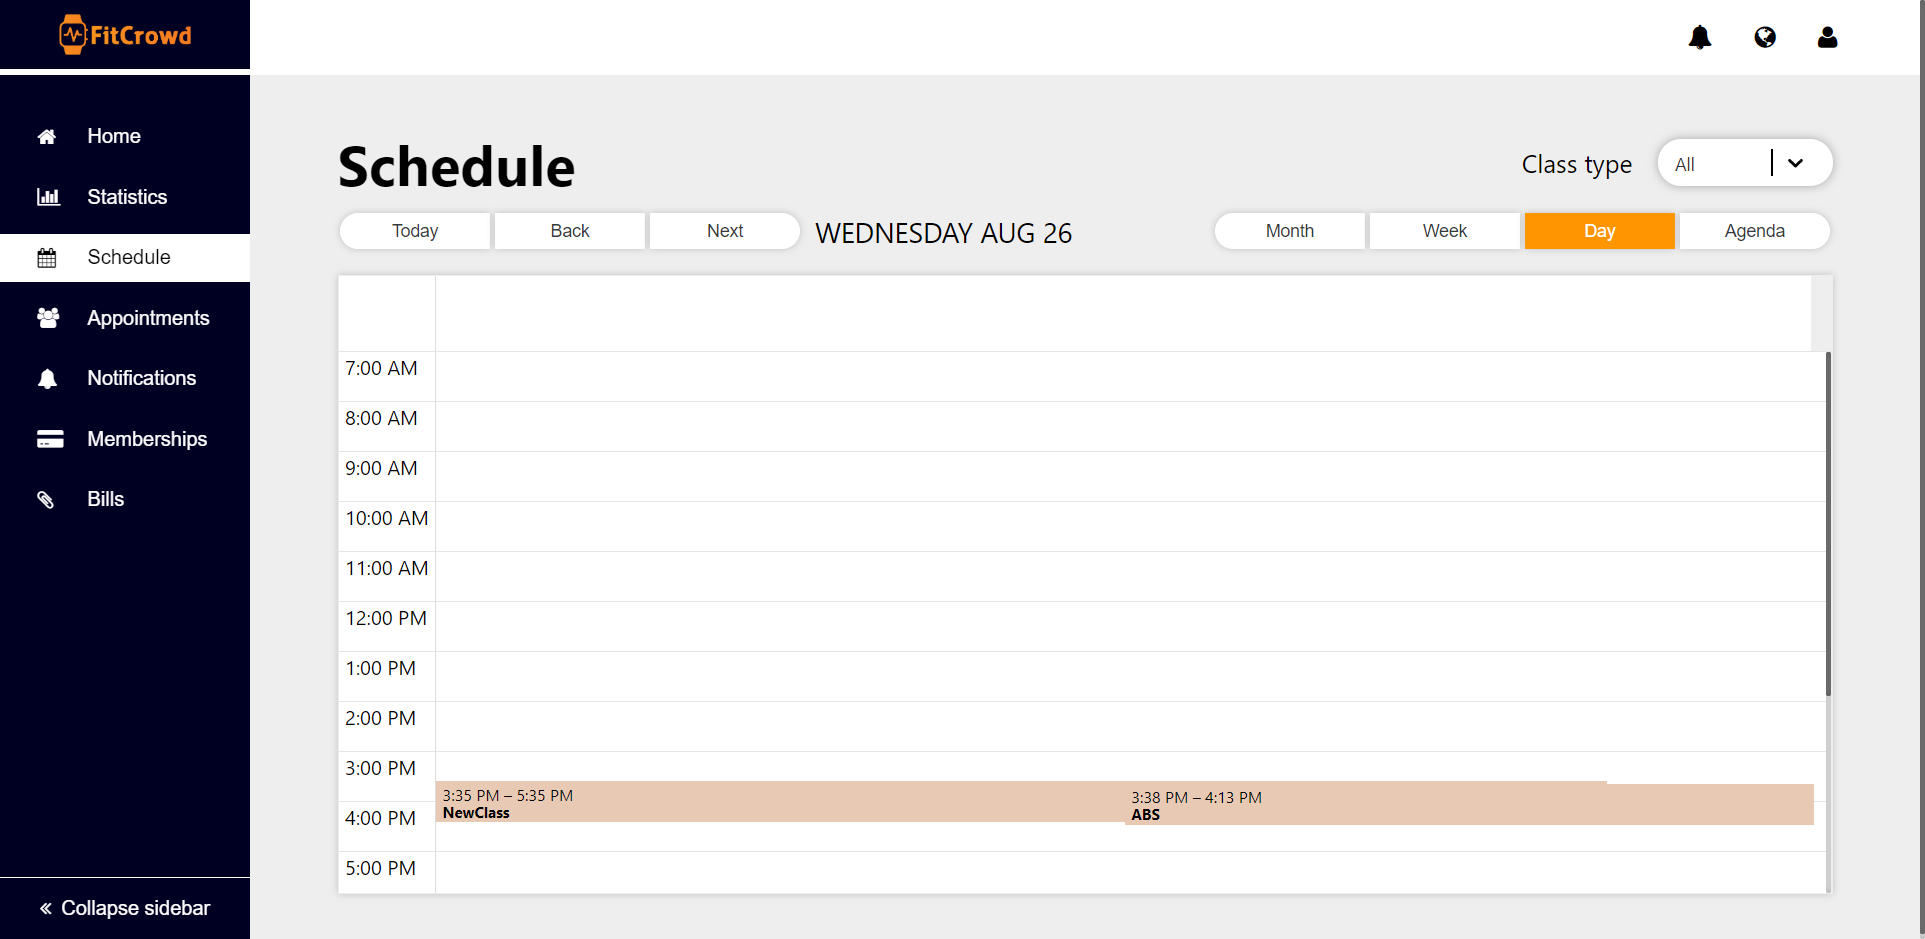 FitCrowd
Home
Statistics
Schedule
Appointments
Notifications
Memberships
Bills
Collapse sidebar
Schedule
Class type
All
Today
Back
Next
WEDNESDAY AUG 26
Month
Week
Day
Agenda
7:00 AM
8:00 AM
9:00 AM
10:00 AM
11:00 AM
12:00 PM
1:00 PM
2:00 PM
3:00 PM
3:35 PM – 5:35 PM
NewClass
3:38 PM – 4:13 PM
ABS
4:00 PM
5:00 PM